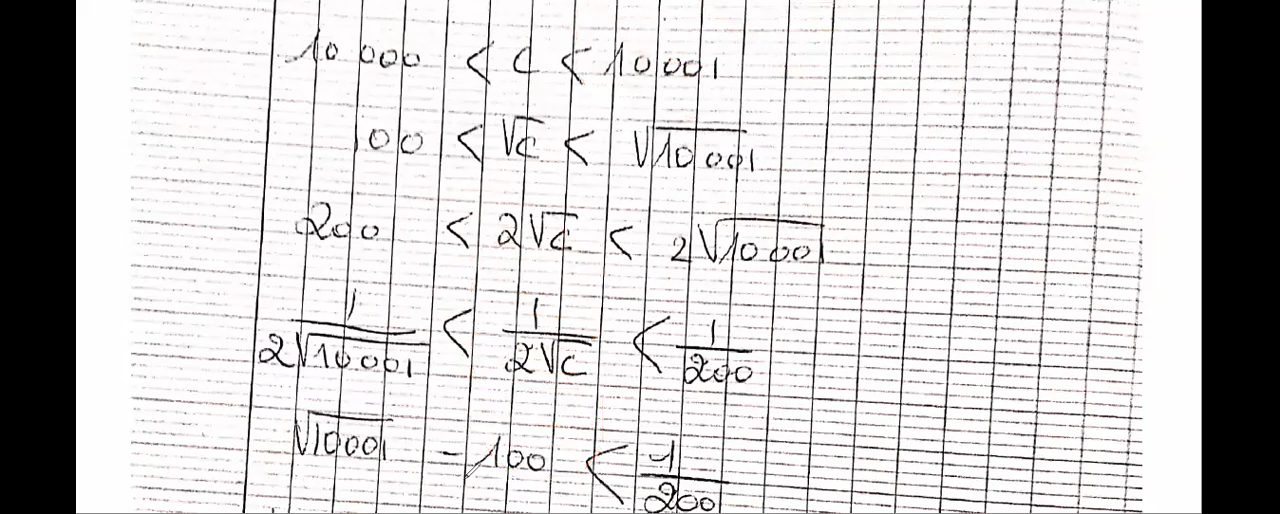 10 000 < c < 10001
100 < √c < √10001
200 < 2√c < 2√10001
1/(2√10001) < 1/(2√c) < 1/200
√10001 - 100 < 1/200